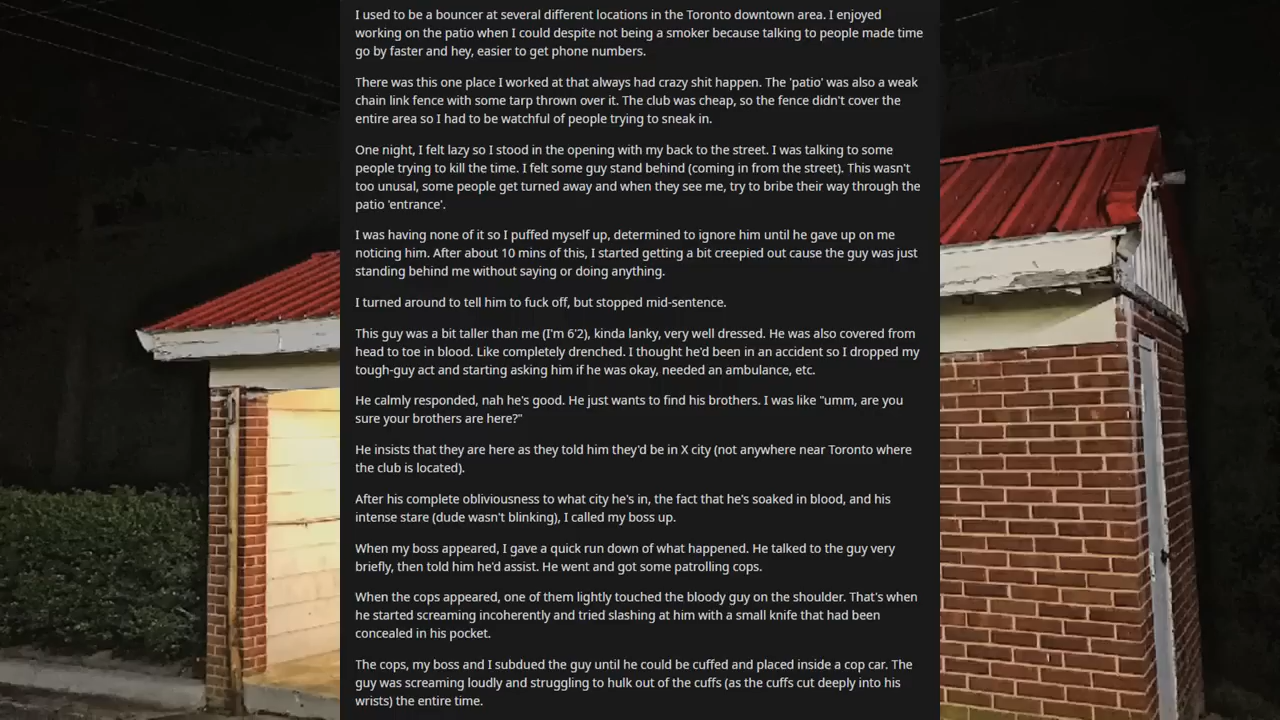 I used to be a bouncer at several different locations in the Toronto downtown area. I enjoyed
working on the patio when I could despite not being a smoker because talking to people made time
go by faster and hey, easier to get phone numbers.
There was this one place I worked at that always had crazy shit happen. The 'patio' was also a weak
chain link fence with some tarp thrown over it. The club was cheap, so the fence didn't cover the
entire area so I had to be watchful of people trying to sneak in.
One night, I felt lazy so I stood in the opening with my back to the street. I was talking to some
people trying to kill the time. I felt some guy stand behind (coming in from the street). This wasn't
too unusual, some people get turned away and when they see me, try to bribe their way through the
patio 'entrance'.
I was having none of it so I puffed myself up, determined to ignore him until he gave up on me
noticing him. After about 10 mins of this, I started getting a bit creepied out cause the guy was just
standing behind me without saying or doing anything.
I turned around to tell him to fuck off, but stopped mid-sentence.
This guy was a bit taller than me (I'm 6'2), kinda lanky, very well dressed. He was also covered from
head to toe in blood. Like completely drenched. I thought he'd been in an accident so I dropped my
tough-guy act and starting asking him if he was okay, needed an ambulance, etc.
He calmly responded, nah he's good. He just wants to find his brothers. I was like "umm, are you
sure your brothers are here?"
He insists that they are here as they told him they'd be in X city (not anywhere near Toronto where
the club is located).
After his complete obliviousness to what city he's in, the fact that he's soaked in blood, and his
intense stare (dude wasn't blinking), I called my boss up.
When my boss appeared, I gave a quick run down of what happened. He talked to the guy very
briefly, then told him he'd assist. He went and got some patrolling cops.
When the cops appeared, one of them lightly touched the bloody guy on the shoulder. That's when
he started screaming incoherently and tried slashing at him with a small knife that had been
concealed in his pocket.
The cops, my boss and I subdued the guy until he could be cuffed and placed inside a cop car. The
guy was screaming loudly and struggling to hulk out of the cuffs (as the cuffs cut deeply into his
wrists) the entire time.